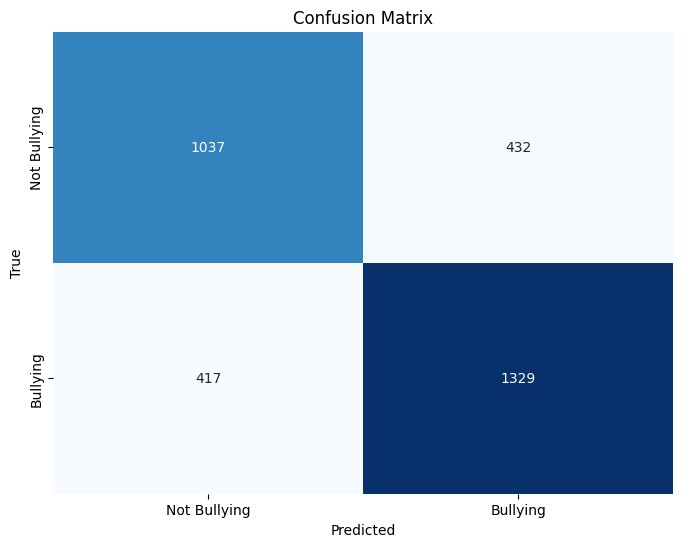 Confusion Matrix
True
Not Bullying
1037
432
Bullying
417
1329
Not Bullying
Bullying
Predicted